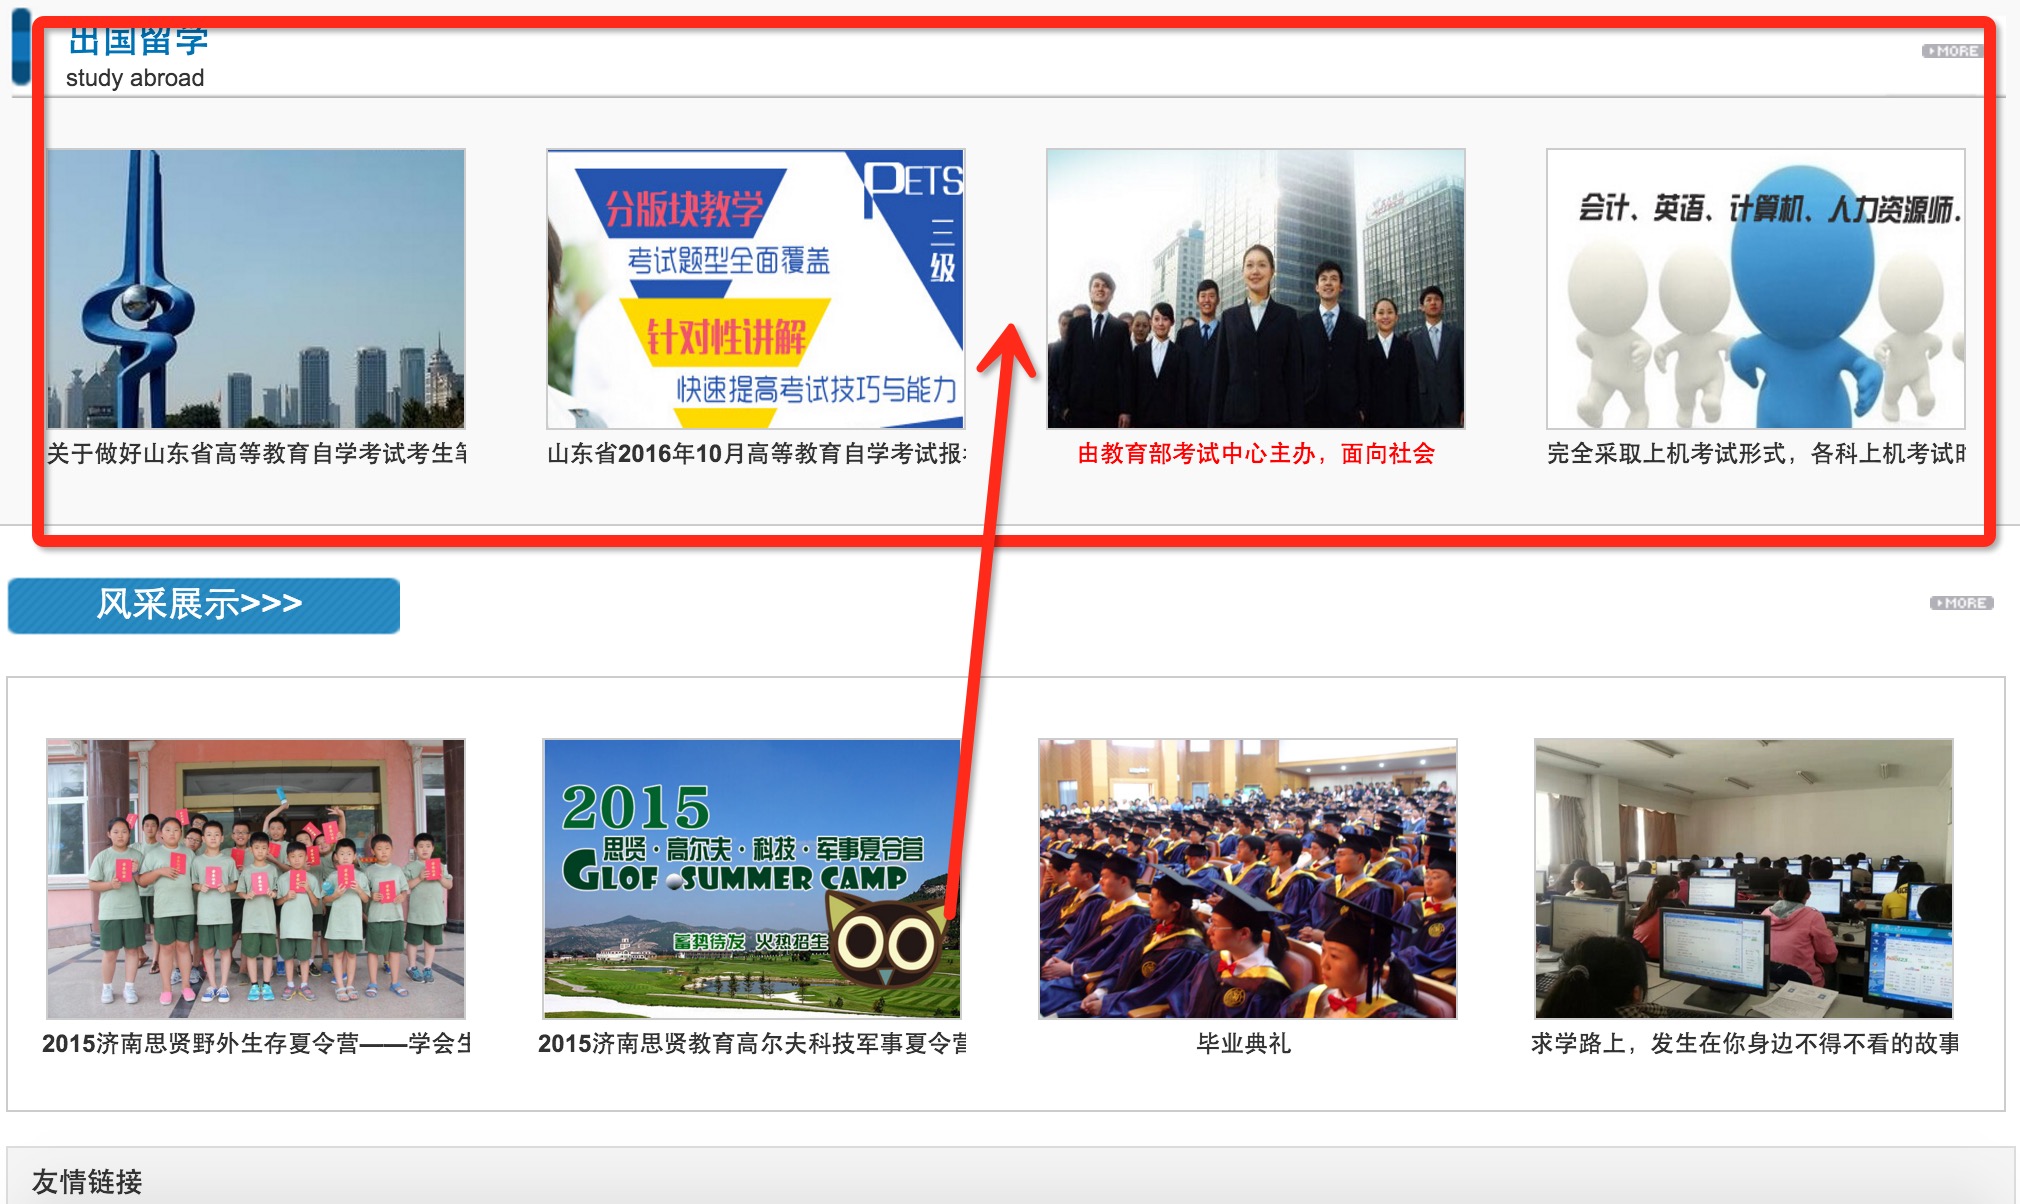 出国留学
study abroad
MORE
分版块教学
考试题型全面覆盖
针对性讲解
快速提高考试技巧与能力
PETS
三级
会计、英语、计算机、人力资源师.
关于做好山东省高等教育自学考试考生
山东省2016年10月高等教育自学考试报
由教育部考试中心主办，面向社会
完全采取上机考试形式，各科上机考试时
风采展示>>>
MORE
2015
思贤·高尔夫·科技·军事夏令营
GLOF SUMMER CAMP
蓄势待发 火热招生
2015济南思贤野外生存夏令营——学会生
2015济南思贤教育高尔夫科技军事夏令营
毕业典礼
求学路上，发生在你身边不得不看的故事
友情链接